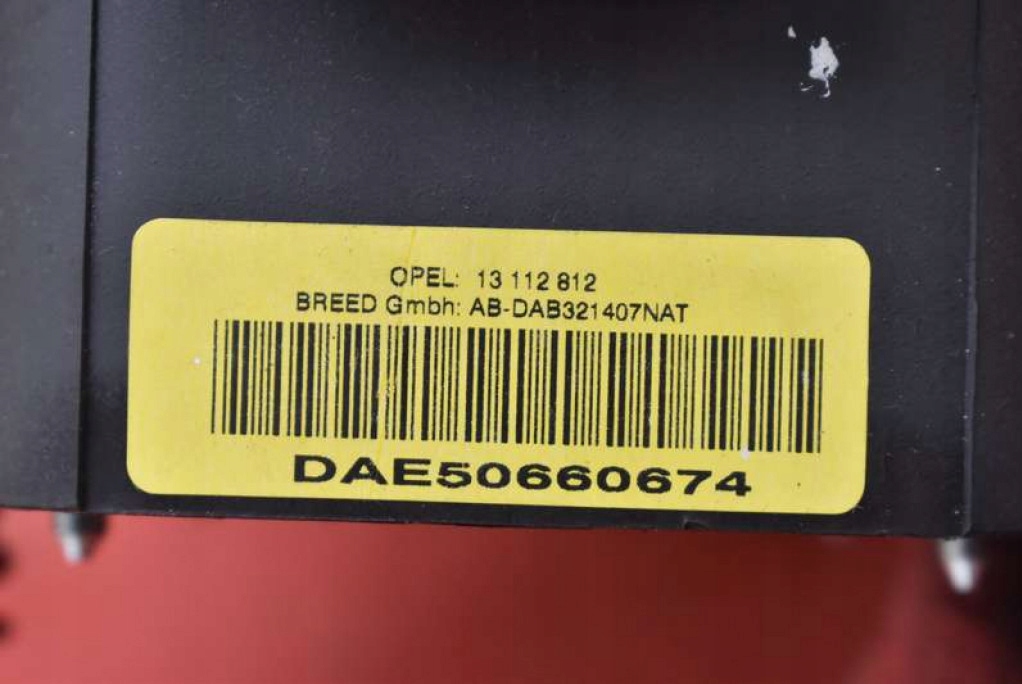 OPEL: 13 112 812
BREED Gmbh: AB-DAB321407NAT
DAE50660674